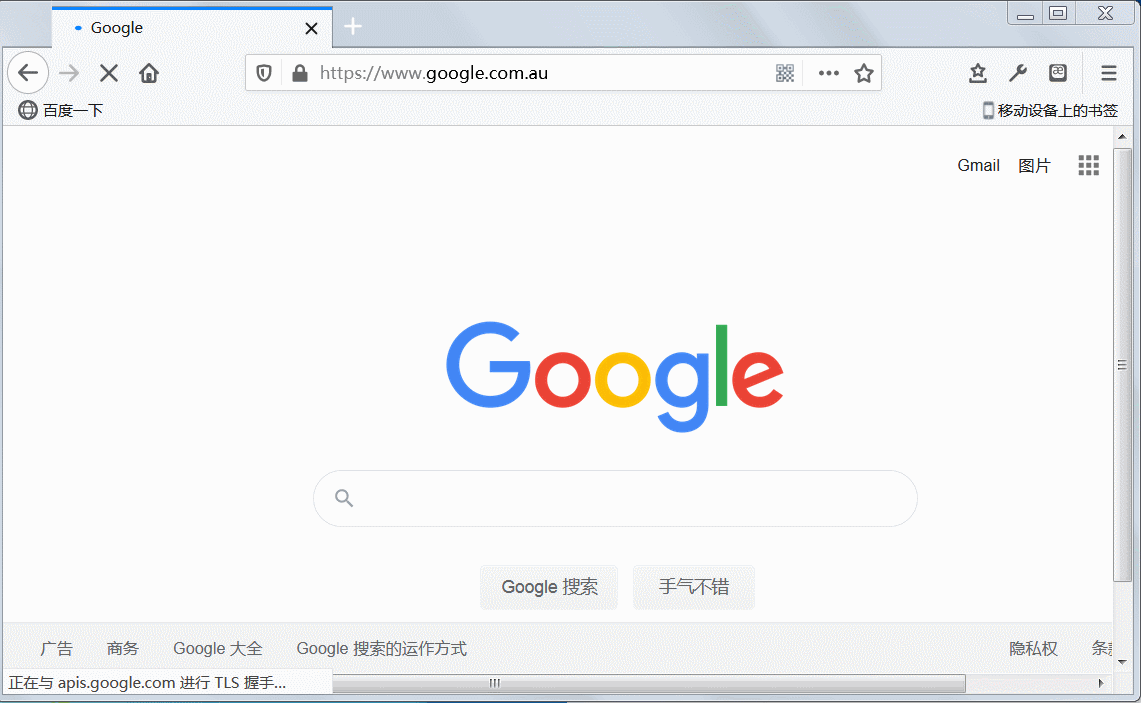 Google
https://www.google.com.au
百度一下
移动设备上的书签
Gmail 图片
Google
Google 搜索 手气不错
广告 商务 Google 大全 Google 搜索的运作方式 隐私权 条
正在与 apis.google.com 进行 TLS 握手...